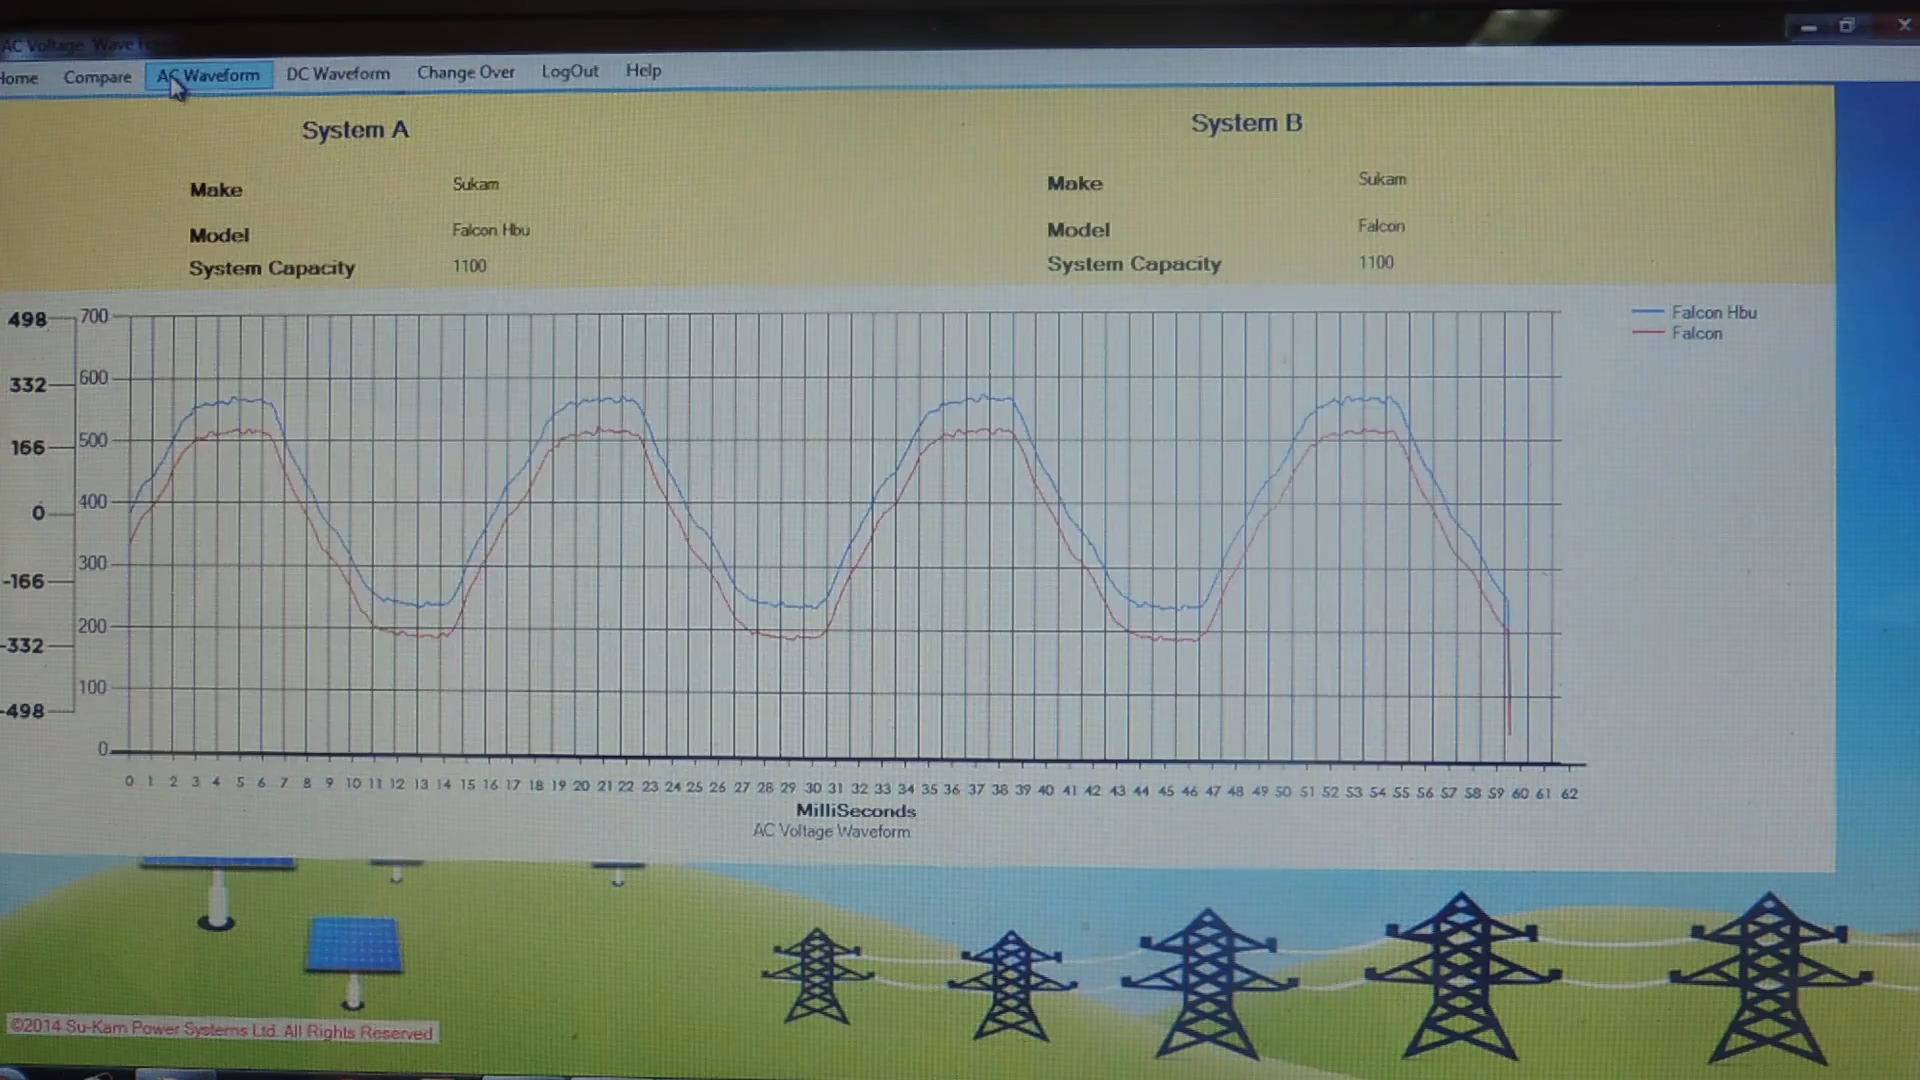 AC Voltage Wave
Home Compare AC Waveform DC Waveform Change Over LogOut Help
System A System B
Make Sukam Make Sukam
Model Falcon Hbu Model Falcon
System Capacity 1100 System Capacity 1100
Falcon Hbu
Falcon
498 700
332 600
166 500
400
0
300
-166
200
-332
100
-498
0
0 1 2 3 4 5 6 7 8 9 10 11 12 13 14 15 16 17 18 19 20 21 22 23 24 25 26 27 28 29 30 31 32 33 34 35 36 37 38 39 40 41 42 43 44 45 46 47 48 49 50 51 52 53 54 55 56 57 58 59 60 61 62
MilliSeconds
AC Voltage Waveform
©2014 Su-Kam Power Systems Ltd. All Rights Reserved